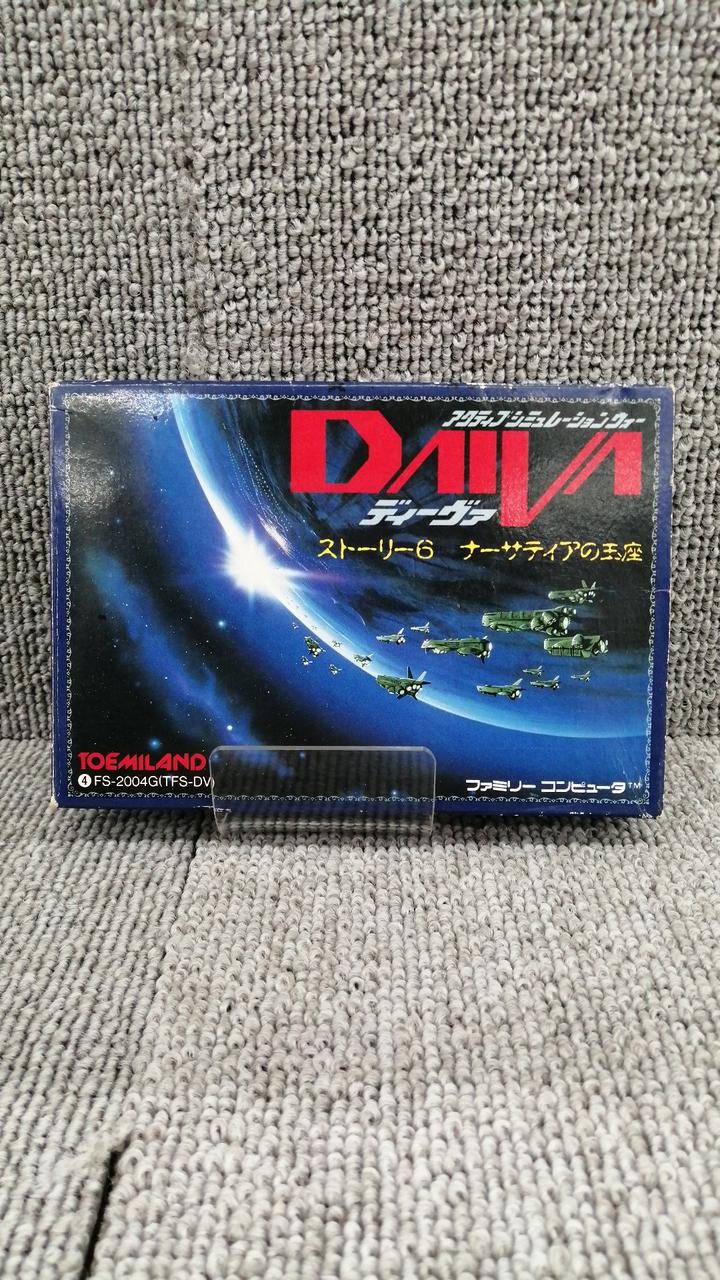 アクティブシミュレーションウォー
DAIVA
ディーヴァ
ストーリー6 ナーサティアの玉座
TOEMILAND
④FS-2004G(TFS-DV)
ファミリー コンピュータ™